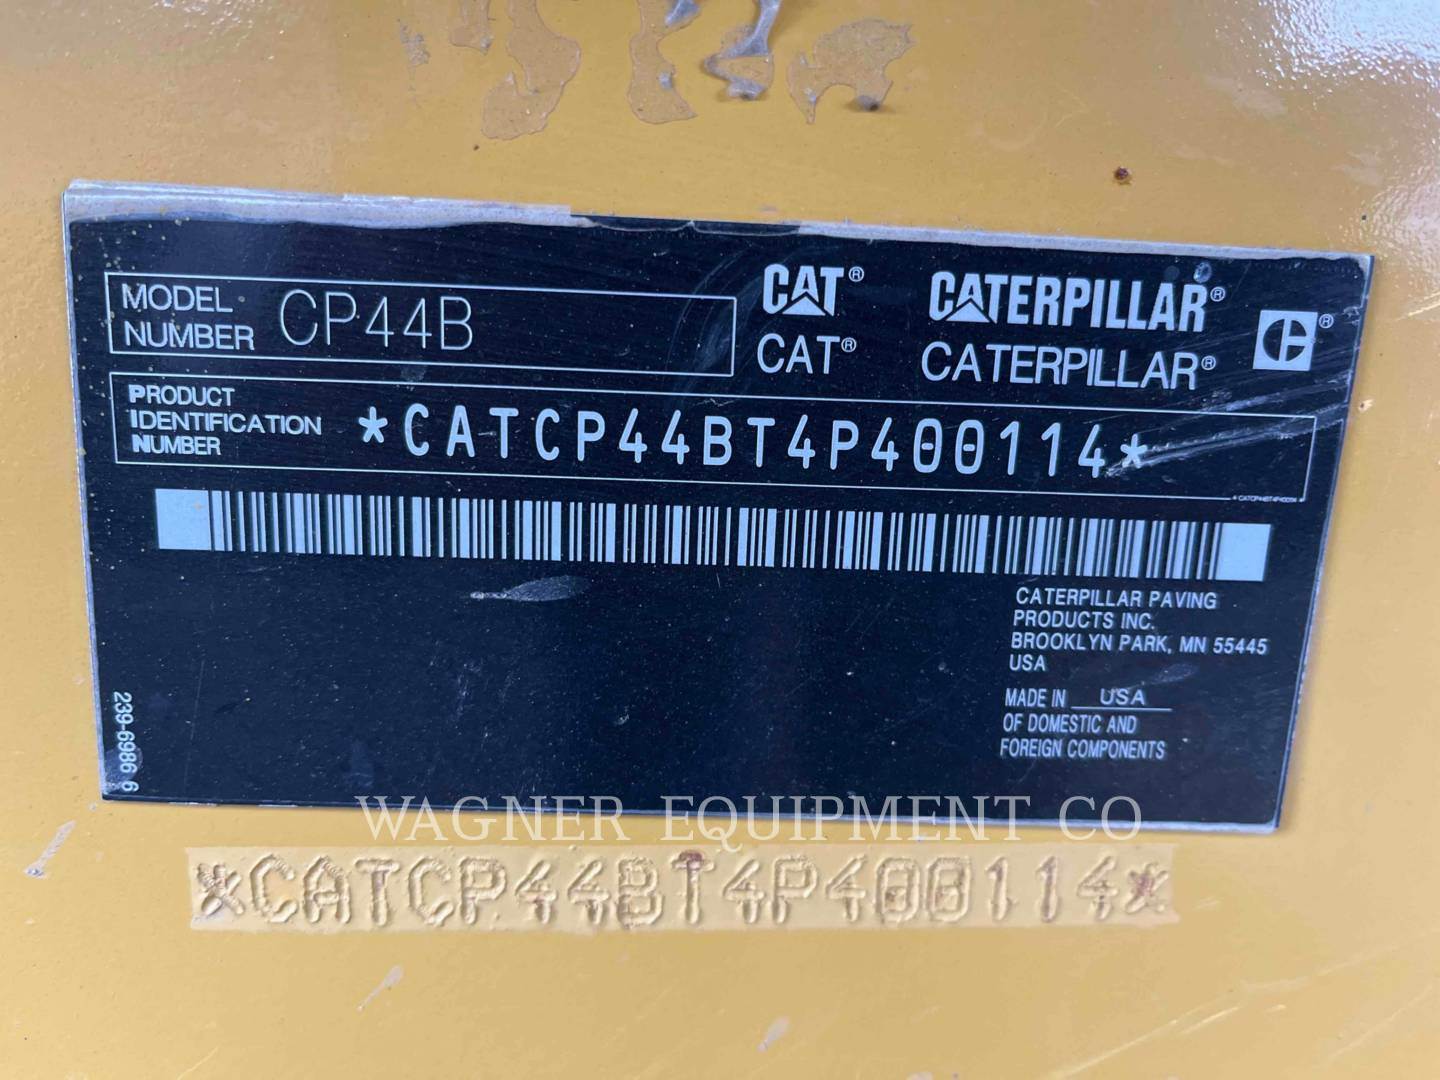 MODEL NUMBER CP44B
CAT® CATERPILLAR®
CAT® CATERPILLAR® ®
PRODUCT
IDENTIFICATION
NUMBER
*CATCP44BT4P400114*
CATERPILLAR PAVING
PRODUCTS INC.
BROOKLYN PARK, MN 55445
USA
MADE IN USA
OF DOMESTIC AND
FOREIGN COMPONENTS
239-6986 6
WAGNER EQUIPMENT CO
*CATCP44BT4P400114*